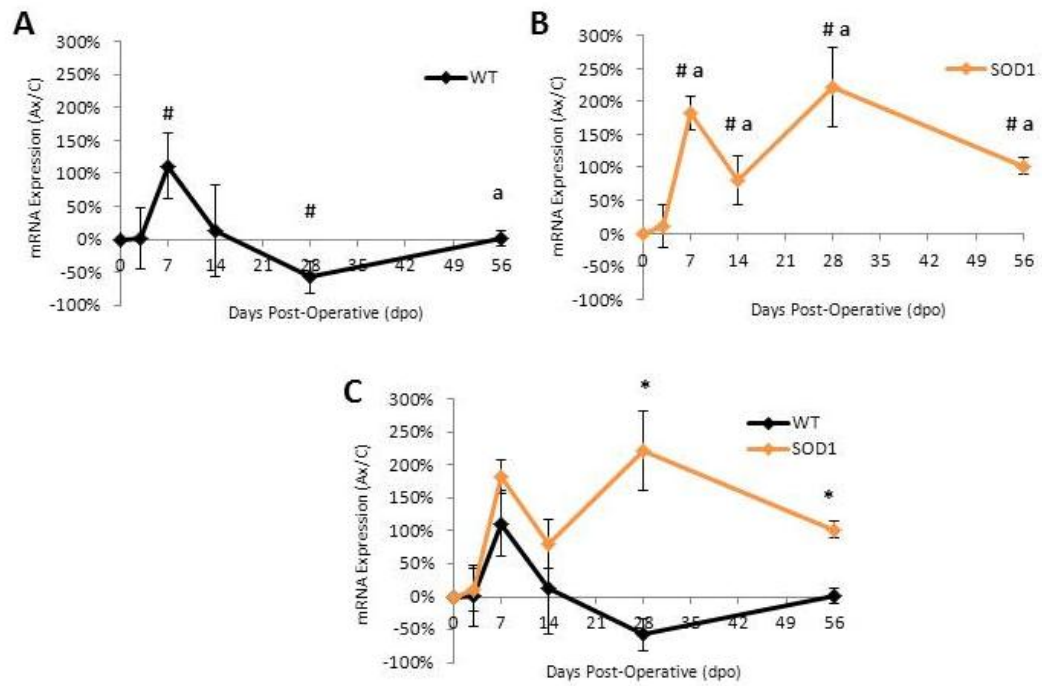 A
300%
250%
200%
150%
100%
50%
0%
-50%
-100%
mRNA Expression (Ax/C)
WT
#
#
a
0 7 14 21 28 35 42 49 56
Days Post-Operative (dpo)
B
300%
250%
200%
150%
100%
50%
0%
-50%
-100%
mRNA Expression (Ax/C)
SOD1
# a
# a
# a
# a
0 7 14 21 28 35 42 49 56
Days Post-Operative (dpo)
C
300%
250%
200%
150%
100%
50%
0%
-50%
-100%
mRNA Expression (Ax/C)
WT
SOD1
*
*
0 7 14 21 28 35 42 49 56
Days Post-Operative (dpo)